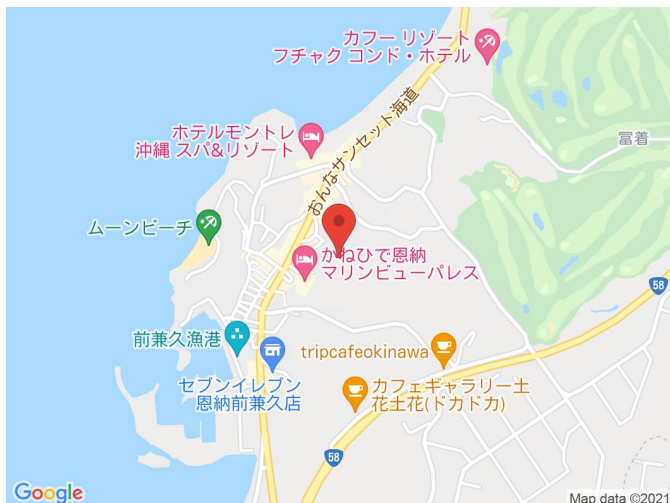 カフー リゾート
フチャク コンド・ホテル
おんなサンセット海道
ホテルモントレ
沖縄 スパ&リゾート
冨着
ムーンビーチ
かねひで恩納
マリンビューパレス
58
前兼久漁港
tripcafeokinawa
セブンイレブン
恩納前兼久店
カフェギャラリー土
花土花(ドカドカ)
58
Google
Map data ©2021